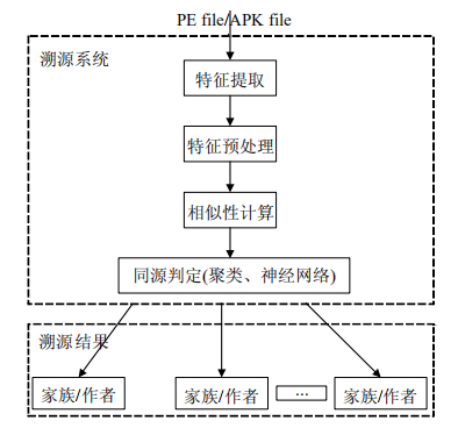 PE file/APK file
溯源系统
特征提取
特征预处理
相似性计算
同源判定(聚类、神经网络)
溯源结果
家族/作者
家族/作者
...
家族/作者